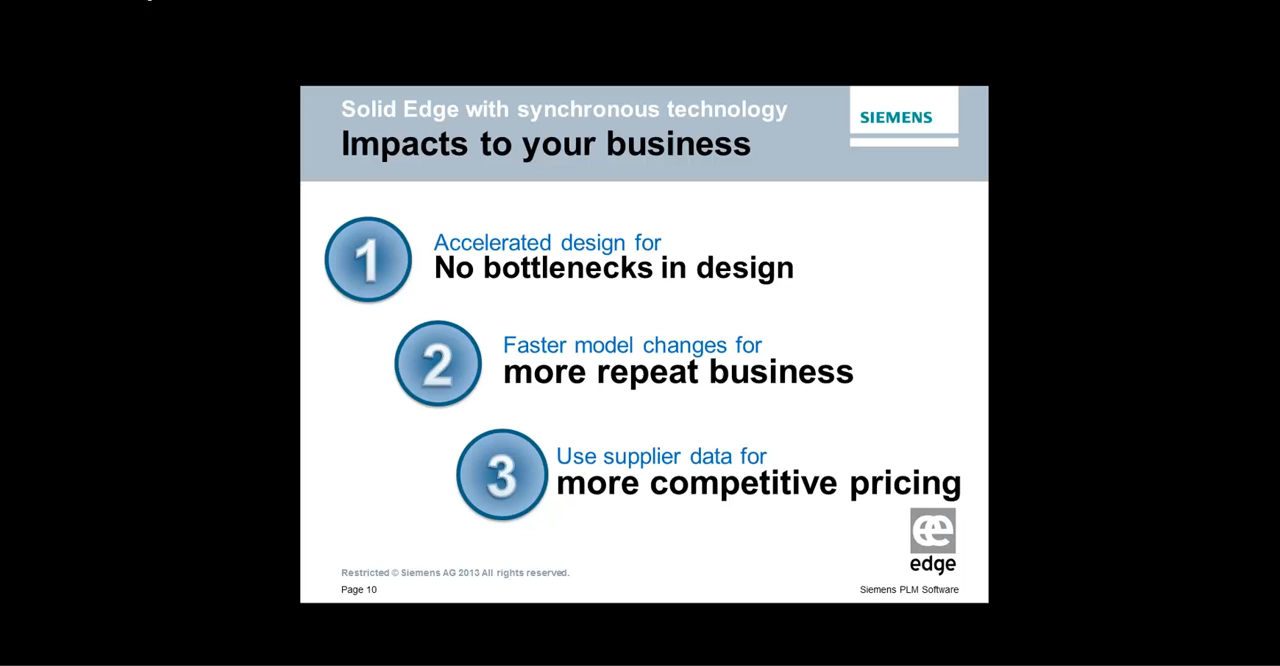 Solid Edge with synchronous technology
Impacts to your business
SIEMENS
1
Accelerated design for
No bottlenecks in design
2
Faster model changes for
more repeat business
3
Use supplier data for
more competitive pricing
ee
edge
Restricted © Siemens AG 2013 All rights reserved.
Page 10
Siemens PLM Software